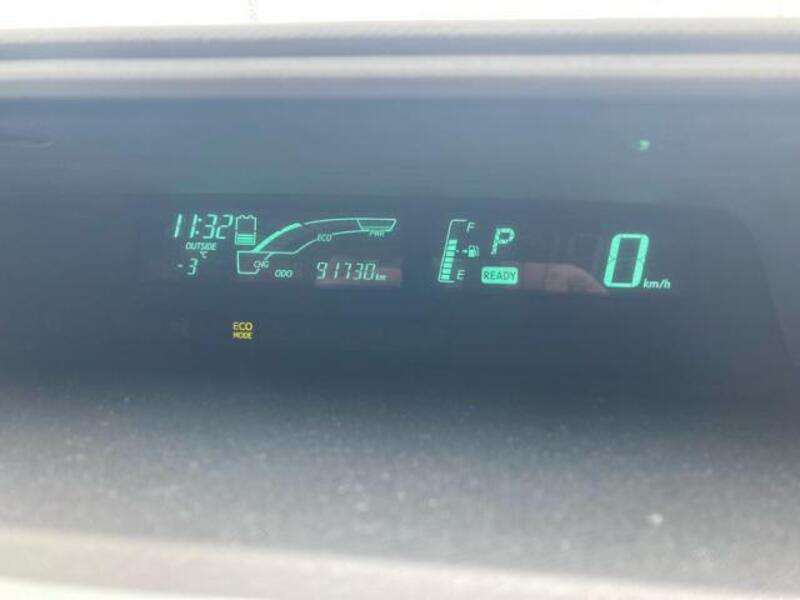 11:32
OUTSIDE
-3 °C
ECO
PWR
CHG
ODO 91730 km
F
E
P
READY
0 km/h
ECO
MODE